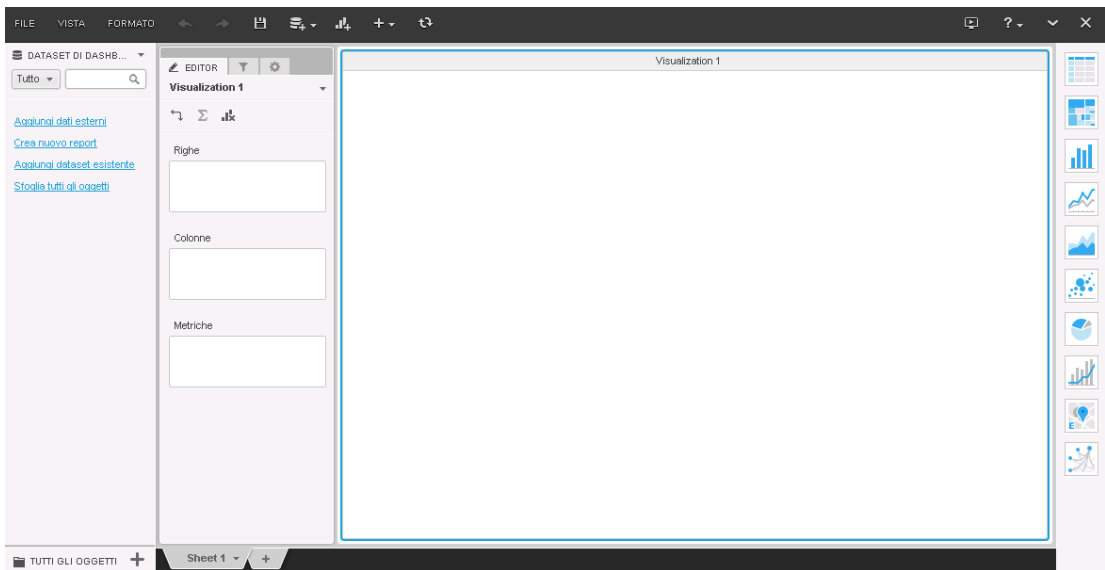 FILE VISTA FORMATO ?
DATASET DI DASHB...
Tutto
Aggiungi dati esterni
Crea nuovo report
Aggiungi dataset esistente
Sfoglia tutti gli oggetti
TUTTI GLI OGGETTI
EDITOR
Visualization 1
Σ
Righe
Colonne
Metriche
Visualization 1
E
Sheet 1 +